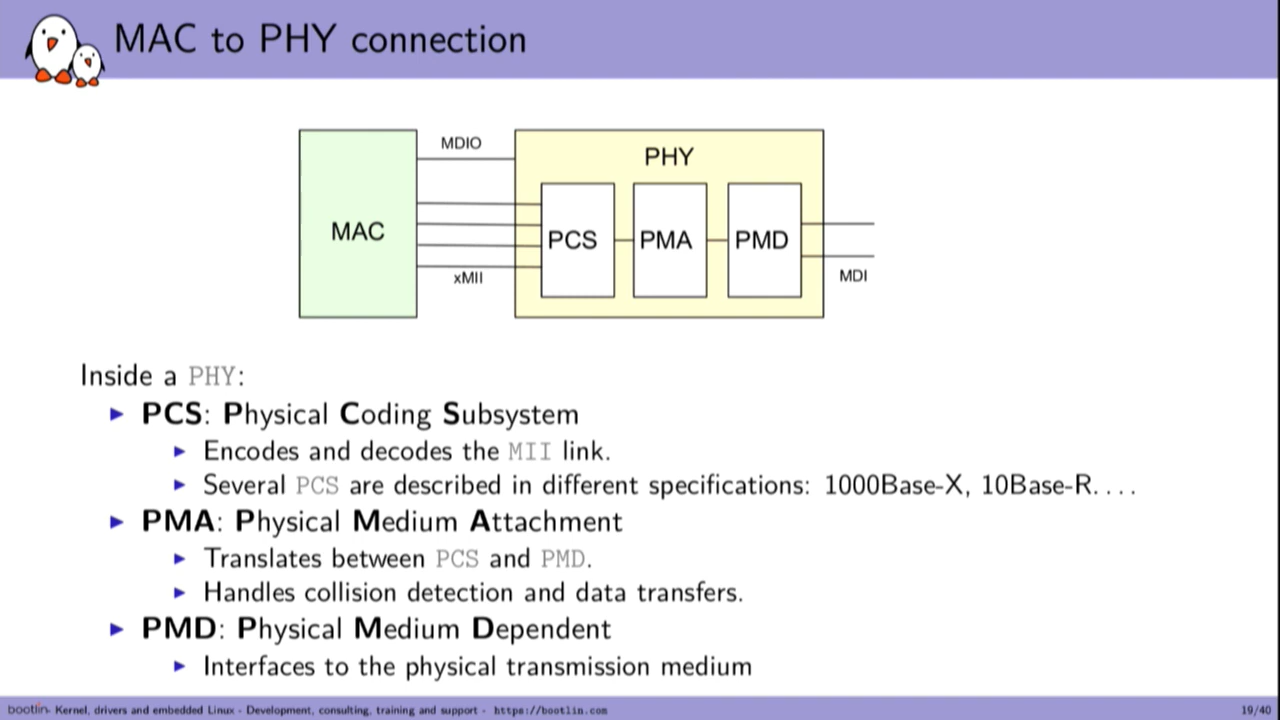 MAC to PHY connection
MDIO
PHY
MAC
PCS
PMA
PMD
xMII
MDI
Inside a PHY:
PCS: Physical Coding Subsystem
Encodes and decodes the MII link.
Several PCS are described in different specifications: 1000Base-X, 10Base-R. . . .
PMA: Physical Medium Attachment
Translates between PCS and PMD.
Handles collision detection and data transfers.
PMD: Physical Medium Dependent
Interfaces to the physical transmission medium
bootlin - Kernel, drivers and embedded Linux - Development, consulting, training and support - https://bootlin.com
19/40